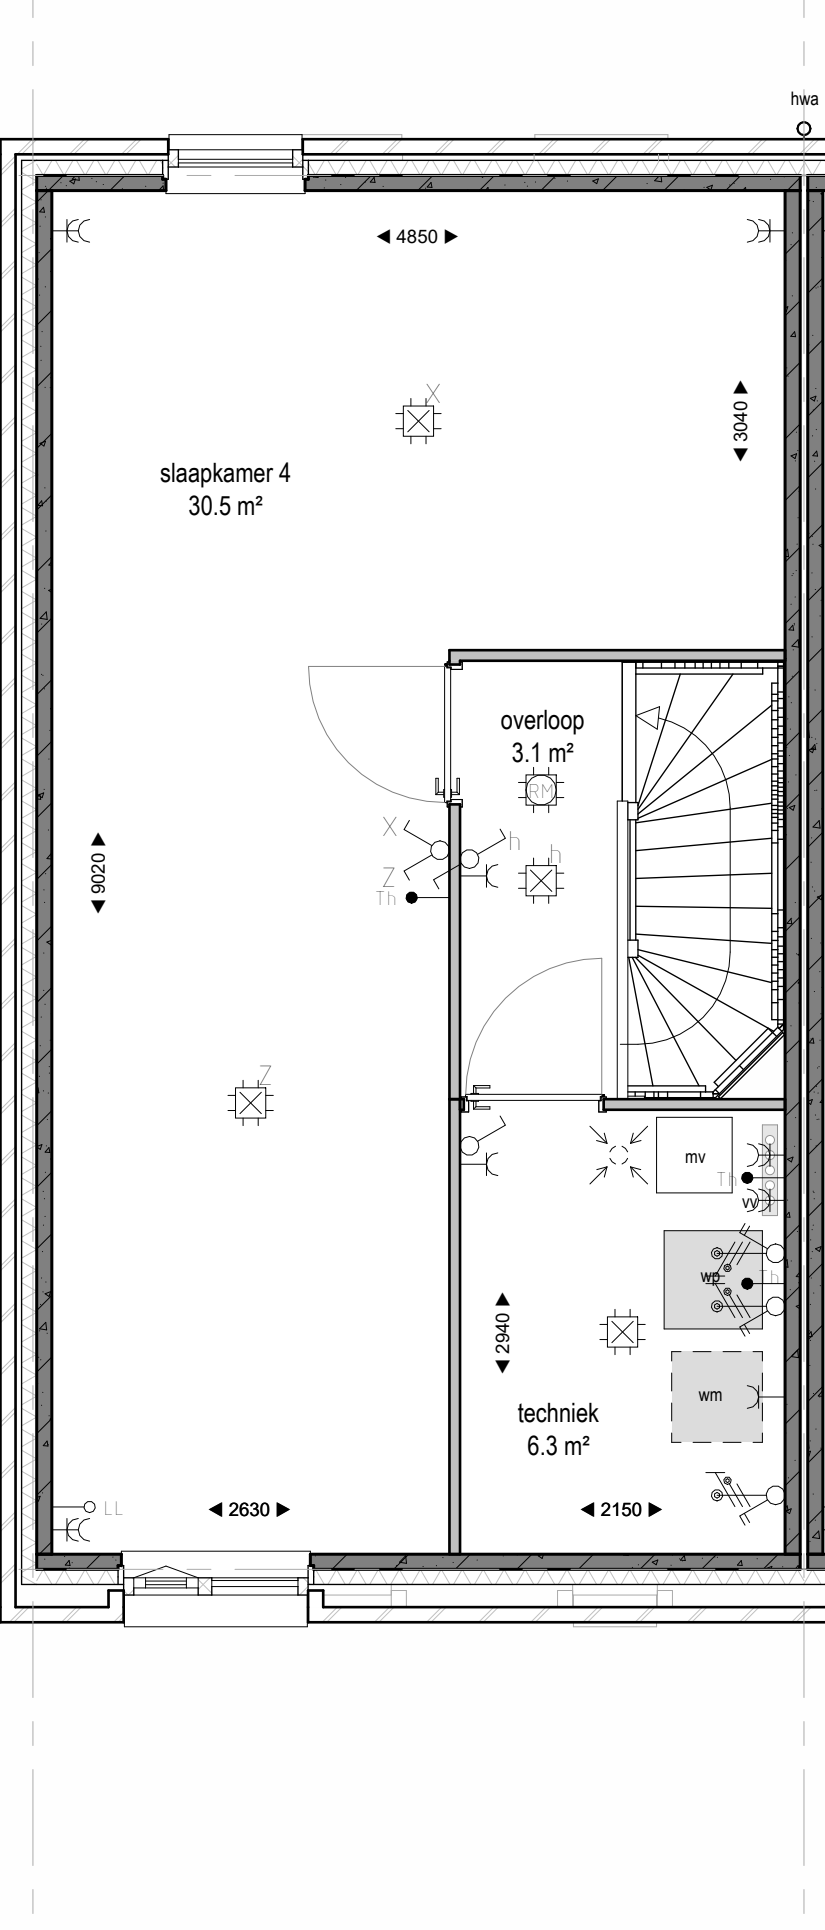 hwa
4850
X
3040
slaapkamer 4
30.5 m²
overloop
3.1 m²
RM
X
h
h
Z
Th
9020
Z
mv
Th
vv
wp
Th
2940
wm
techniek
6.3 m²
LL
2630
2150